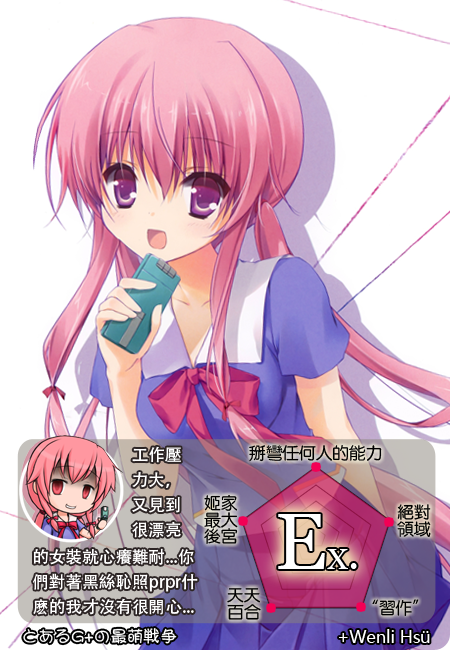 工作壓
力大，
又見到
很漂亮
的女裝就心癢難耐...你
們對著黑絲恥照prpr什
麼的我才沒有很開心...
掰彎任何人的能力
家大宮
姬最後
絕對
領域
Ex.
天天
百合
“習作”
とあるG+の最萌戦争
+Wenli Hsü